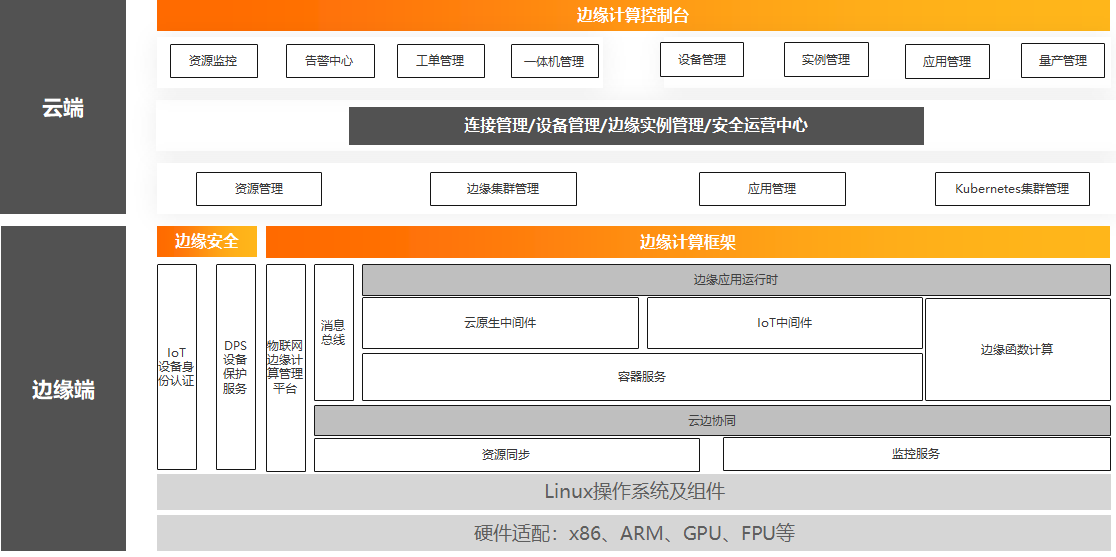 云端
边缘计算控制台
资源监控
告警中心
工单管理
一体机管理
设备管理
实例管理
应用管理
量产管理
连接管理/设备管理/边缘实例管理/安全运营中心
资源管理
边缘集群管理
应用管理
Kubernetes集群管理
边缘端
边缘安全
边缘计算框架
IoT
设备身
份认证
DPS
设备
保护
服务
物联网
边缘计
算管理
平台
消息
总线
边缘应用运行时
云原生中间件
IoT中间件
边缘函数计算
容器服务
云边协同
资源同步
监控服务
Linux操作系统及组件
硬件适配：x86、ARM、GPU、FPU等